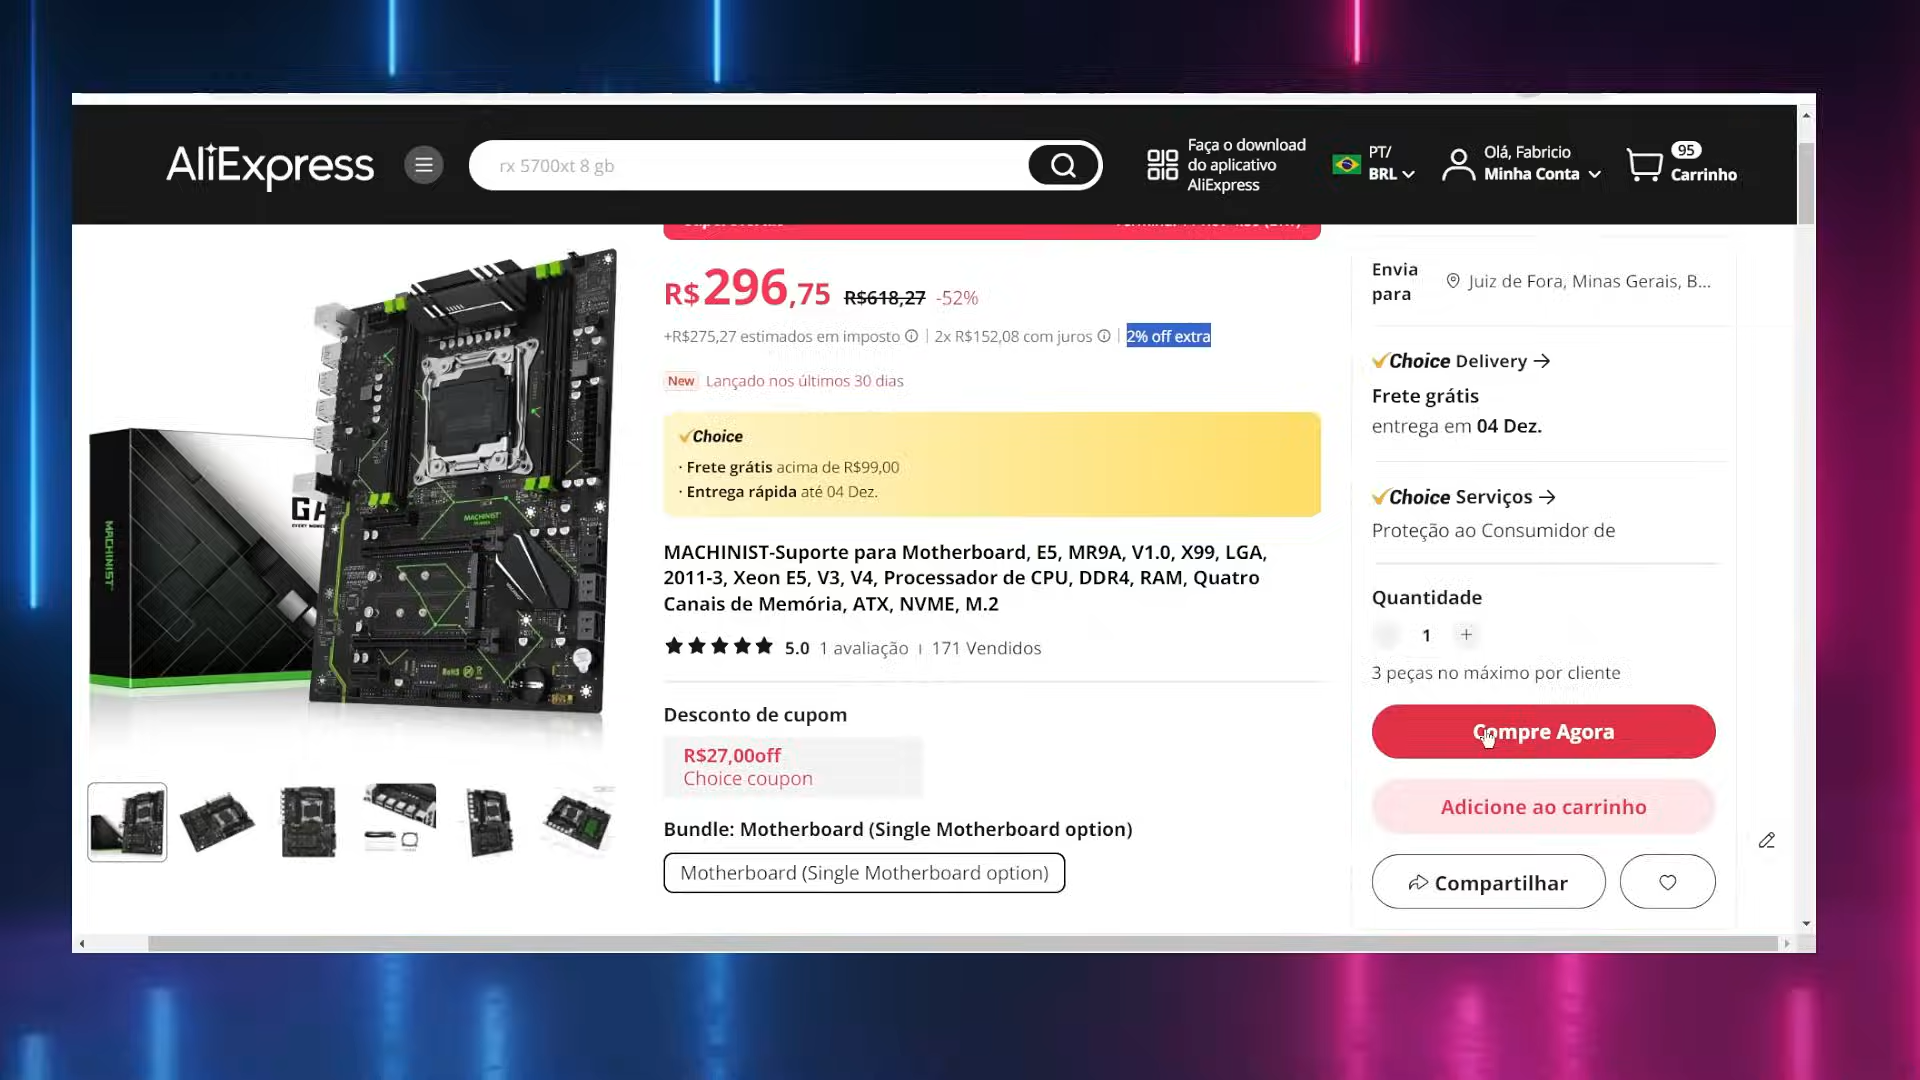 AliExpress
rx 5700xt 8 gb
Faça o download
do aplicativo
AliExpress
PT/
BRL
Olá, Fabricio
Minha Conta
95
Carrinho
R$296,75 R$618,27 -52%
+R$275,27 estimados em imposto | 2x R$152,08 com juros | 2% off extra
New Lançado nos últimos 30 dias
Choice
· Frete grátis acima de R$99,00
· Entrega rápida até 04 Dez.
MACHINIST-Suporte para Motherboard, E5, MR9A, V1.0, X99, LGA,
2011-3, Xeon E5, V3, V4, Processador de CPU, DDR4, RAM, Quatro
Canais de Memória, ATX, NVME, M.2
5.0 1 avaliação | 171 Vendidos
Desconto de cupom
R$27,00off
Choice coupon
Bundle: Motherboard (Single Motherboard option)
Motherboard (Single Motherboard option)
MACHINIST
MACHINIST
RoHS
Envia
para
Juiz de Fora, Minas Gerais, B...
Choice Delivery
Frete grátis
entrega em 04 Dez.
Choice Serviços
Proteção ao Consumidor de
Quantidade
1 +
3 peças no máximo por cliente
Compre Agora
Adicione ao carrinho
Compartilhar